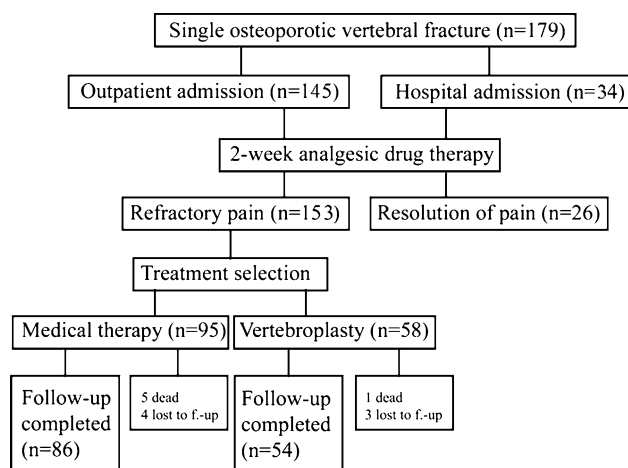 Single osteoporotic vertebral fracture (n=179)
Outpatient admission (n=145)
Hospital admission (n=34)
2-week analgesic drug therapy
Refractory pain (n=153)
Resolution of pain (n=26)
Treatment selection
Medical therapy (n=95)
Vertebroplasty (n=58)
Follow-up
completed
(n=86)
5 dead
4 lost to f.-up
Follow-up
completed
(n=54)
1 dead
3 lost to f.-up